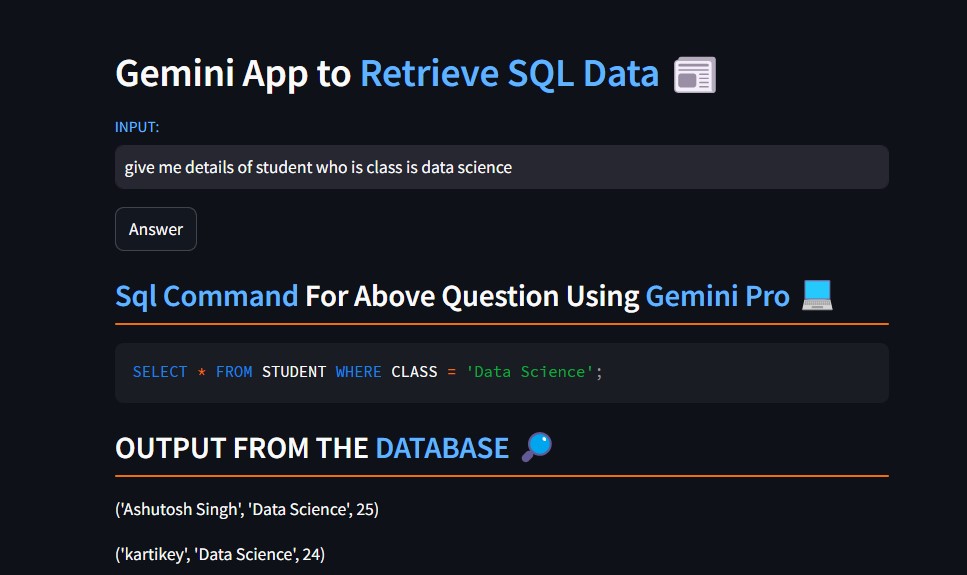 Gemini App to Retrieve SQL Data
INPUT:
give me details of student who is class is data science
Answer
Sql Command For Above Question Using Gemini Pro
SELECT * FROM STUDENT WHERE CLASS = 'Data Science';
OUTPUT FROM THE DATABASE
('Ashutosh Singh', 'Data Science', 25)
('kartikey', 'Data Science', 24)